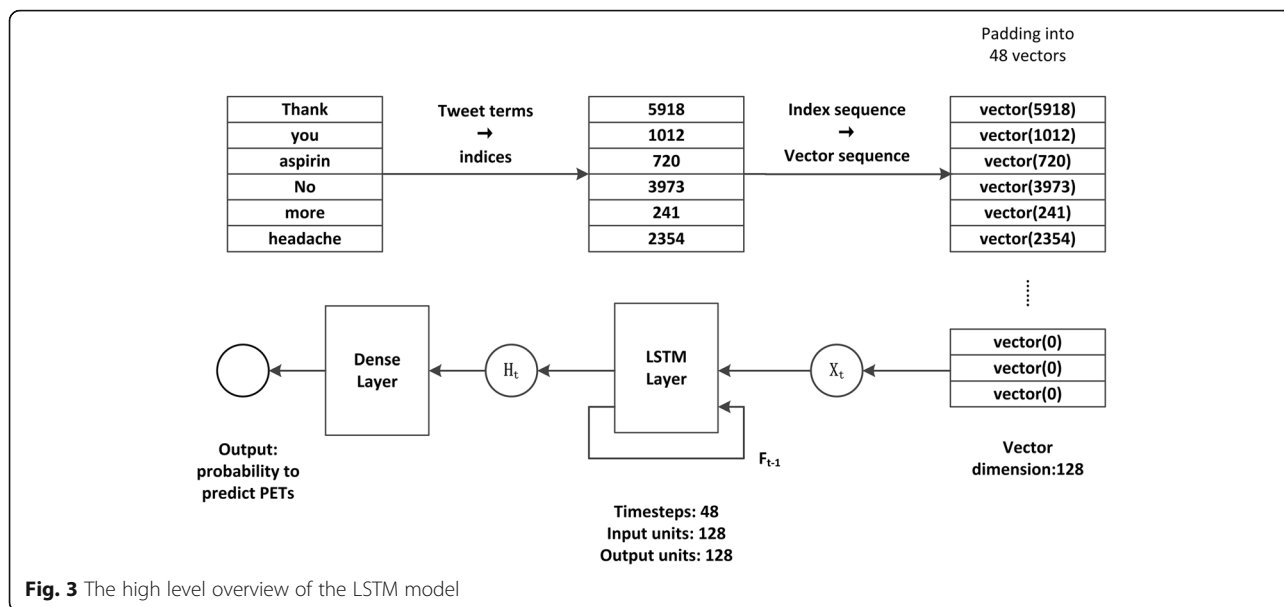 Padding into
48 vectors
Thank
you
aspirin
No
more
headache
Tweet terms
→
indices
5918
1012
720
3973
241
2354
Index sequence
→
Vector sequence
vector(5918)
vector(1012)
vector(720)
vector(3973)
vector(241)
vector(2354)
vector(0)
vector(0)
vector(0)
Vector
dimension:128
X_t
LSTM
Layer
F_t-1
Timesteps: 48
Input units: 128
Output units: 128
H_t
Dense
Layer
Output:
probability to
predict PETs
Fig. 3 The high level overview of the LSTM model